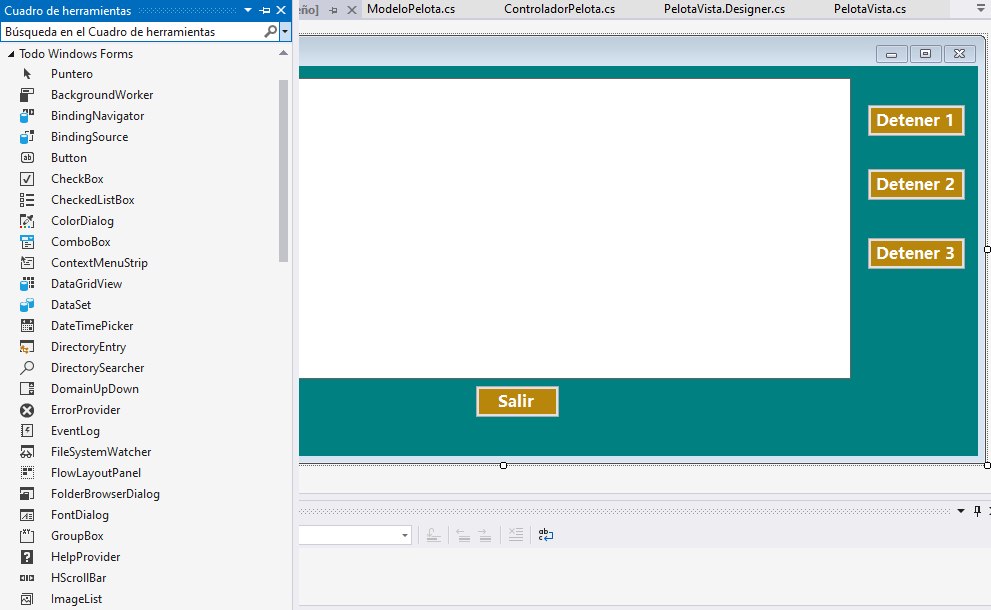 Cuadro de herramientas
Búsqueda en el Cuadro de herramientas
Todo Windows Forms
Puntero
BackgroundWorker
BindingNavigator
BindingSource
Button
CheckBox
CheckedListBox
ColorDialog
ComboBox
ContextMenuStrip
DataGridView
DataSet
DateTimePicker
DirectoryEntry
DirectorySearcher
DomainUpDown
ErrorProvider
EventLog
FileSystemWatcher
FlowLayoutPanel
FolderBrowserDialog
FontDialog
GroupBox
HelpProvider
HScrollBar
ImageList
eño] ModeloPelota.cs ControladorPelota.cs PelotaVista.Designer.cs PelotaVista.cs
Detener 1
Detener 2
Detener 3
Salir